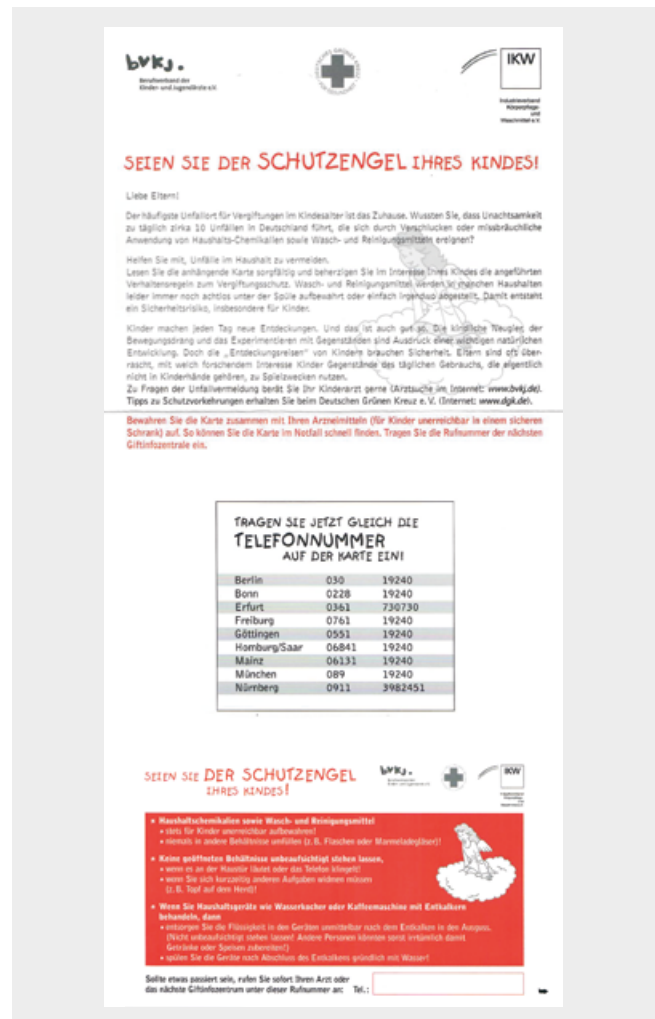 bvkj.
Berufsverband der
Kinder- und Jugendärzte e.V.
DEUTSCHES GRÜNES KREUZ
IKW
Industrieverband
Körperpflege-
und
Waschmittel e.V.
SEIEN SIE DER SCHUTZENGEL IHRES KINDES!
Liebe Eltern!
Der häufigste Unfallort für Vergiftungen im Kindesalter ist das Zuhause. Wussten Sie, dass Unachtsamkeit
zu täglich zirka 10 Unfällen in Deutschland führt, die sich durch Verschlucken oder missbräuchliche
Anwendung von Haushalts-Chemikalien sowie Wasch- und Reinigungsmitteln ereignen?
Helfen Sie mit, Unfälle im Haushalt zu vermeiden.
Lesen Sie die anhängende Karte sorgfältig und beherzigen Sie im Interesse Ihres Kindes die angeführten
Verhaltensregeln zum Vergiftungsschutz. Wasch- und Reinigungsmittel werden in manchen Haushalten
leider immer noch achtlos unter der Spüle aufbewahrt oder einfach irgendwo abgestellt. Damit entsteht
ein Sicherheitsrisiko, insbesondere für Kinder.
Kinder machen jeden Tag neue Entdeckungen. Und das ist auch gut so. Die kindliche Neugier, der
Bewegungsdrang und das Experimentieren mit Gegenständen sind Ausdruck einer wichtigen natürlichen
Entwicklung. Doch die „Entdeckungsreisen" von Kindern brauchen Sicherheit. Eltern sind oft über-
rascht, mit welch forschendem Interesse Kinder Gegenstände des täglichen Gebrauchs, die eigentlich
nicht in Kinderhände gehören, zu Spielzwecken nutzen.
Zu Fragen der Unfallvermeidung berät Sie Ihr Kinderarzt gerne (Arztsuche im Internet: www.bvkj.de).
Tipps zu Schutzvorkehrungen erhalten Sie beim Deutschen Grünen Kreuz e. V. (Internet: www.dgk.de).
Bewahren Sie die Karte zusammen mit Ihren Arzneimitteln (für Kinder unerreichbar in einem sicheren
Schrank) auf. So können Sie die Karte im Notfall schnell finden. Tragen Sie die Rufnummer der nächsten
Giftinfozentrale ein.
TRAGEN SIE JETZT GLEICH DIE
TELEFONNUMMER
AUF DER KARTE EIN!
Berlin 030 19240
Bonn 0228 19240
Erfurt 0361 730730
Freiburg 0761 19240
Göttingen 0551 19240
Homburg/Saar 06841 19240
Mainz 06131 19240
München 089 19240
Nürnberg 0911 3982451
SEIEN SIE DER SCHUTZENGEL
IHRES KINDES!
bvkj.
IKW
• Haushaltschemikalien sowie Wasch- und Reinigungsmittel
• stets für Kinder unerreichbar aufbewahren!
• niemals in andere Behältnisse umfüllen (z. B. Flaschen oder Marmeladegläser)!
• Keine geöffneten Behältnisse unbeaufsichtigt stehen lassen,
• wenn es an der Haustür läutet oder das Telefon klingelt!
• wenn Sie sich kurzzeitig anderen Aufgaben widmen müssen
(z. B. Topf auf dem Herd)!
• Wenn Sie Haushaltsgeräte wie Wasserkocher oder Kaffeemaschine mit Entkalkern
behandeln, dann
• entsorgen Sie die Flüssigkeit in den Geräten unmittelbar nach dem Entkalken in den Ausguss.
(Nicht unbeaufsichtigt stehen lassen! Andere Personen könnten sonst irrtümlich damit
Getränke oder Speisen zubereiten!)
• spülen Sie die Geräte nach Abschluss des Entkalkens gründlich mit Wasser!
Sollte etwas passiert sein, rufen Sie sofort Ihren Arzt oder
das nächste Giftinfozentrum unter dieser Rufnummer an: Tel.: